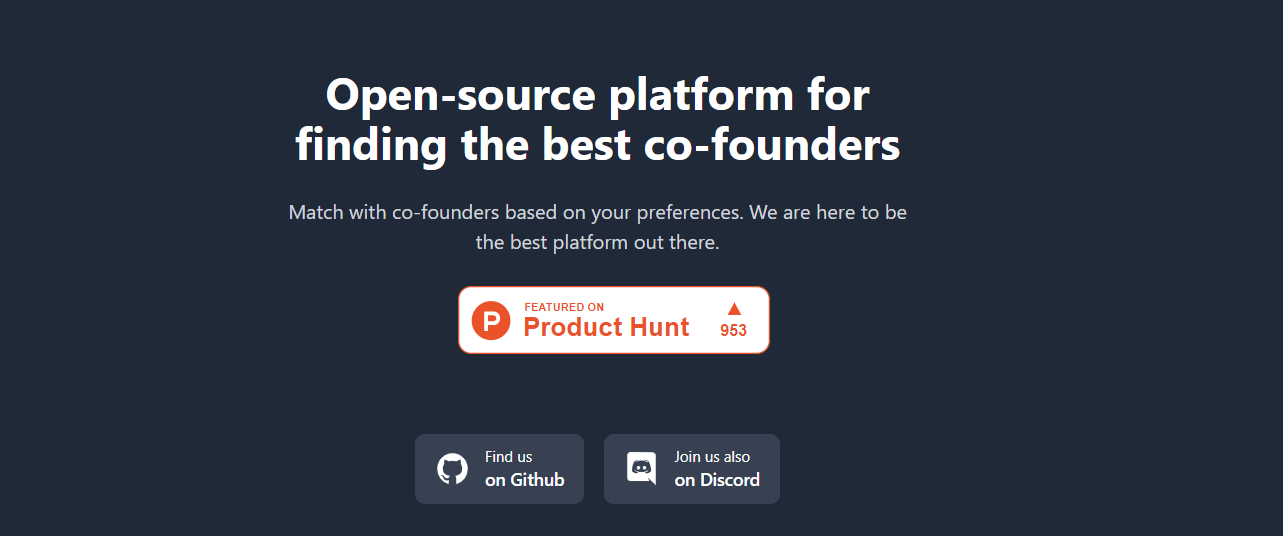 Open-source platform for
finding the best co-founders
Match with co-founders based on your preferences. We are here to be
the best platform out there.
P
FEATURED ON
Product Hunt
▲
953
Find us
on Github
Join us also
on Discord